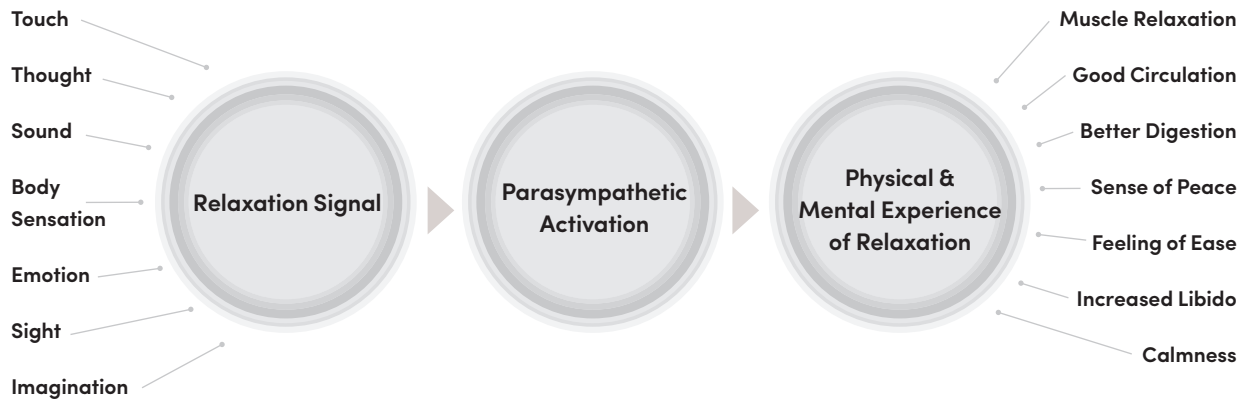 Touch
Thought
Sound
Body
Sensation
Emotion
Sight
Imagination
Relaxation Signal
Parasympathetic
Activation
Physical &
Mental Experience
of Relaxation
Muscle Relaxation
Good Circulation
Better Digestion
Sense of Peace
Feeling of Ease
Increased Libido
Calmness